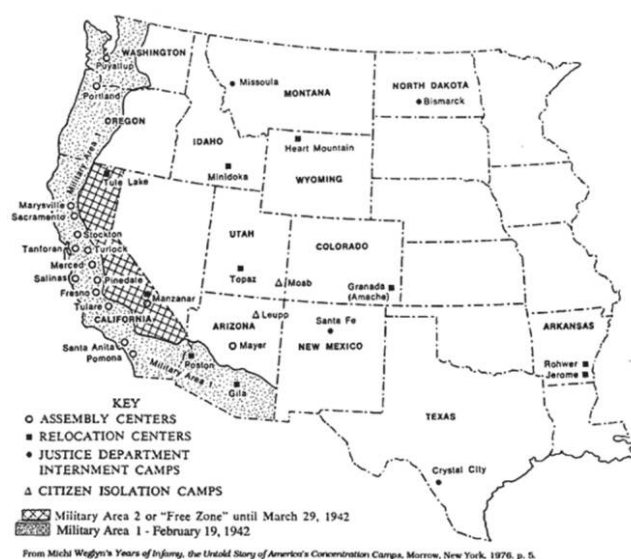 WASHINGTON
Puyallup
Portland
OREGON
Missoula
MONTANA
NORTH DAKOTA
Bismarck
IDAHO
Minidoka
Heart Mountain
WYOMING
Military Area 1
Tule Lake
Marysville
Sacramento
Stockton
Tanforan
Turlock
Merced
Salinas
Pinedale
Fresno
Tulare
Manzanar
CALIFORNIA
UTAH
Topaz
Moab
COLORADO
Granada
(Amache)
Leupp
ARIZONA
Mayer
Santa Fe
NEW MEXICO
ARKANSAS
Rohwer
Jerome
Santa Anita
Pomona
Military Area 1
Poston
Gila
TEXAS
Crystal City
KEY
ASSEMBLY CENTERS
RELOCATION CENTERS
JUSTICE DEPARTMENT
INTERNMENT CAMPS
CITIZEN ISOLATION CAMPS
Military Area 2 or "Free Zone" until March 29, 1942
Military Area 1 - February 19, 1942
From Michi Weglyn's Years of Infamy, the Untold Story of America's Concentration Camps, Morrow, New York, 1976, p. 5.